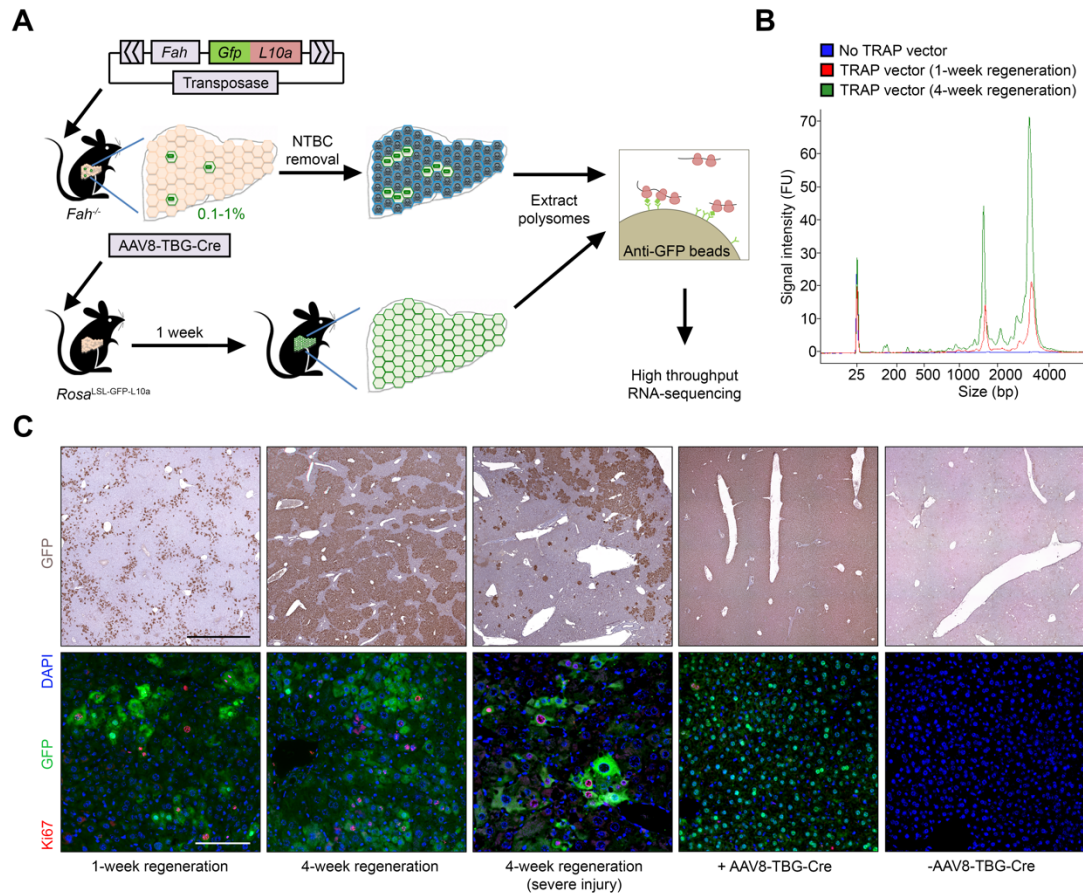 A
Fah
Gfp
L10a
Transposase
Fah-/-
0.1-1%
NTBC
removal
Extract
polysomes
Anti-GFP beads
AAV8-TBG-Cre
1 week
RosaLSL-GFP-L10a
High throughput
RNA-sequencing
B
No TRAP vector
TRAP vector (1-week regeneration)
TRAP vector (4-week regeneration)
Signal intensity (FU)
70
60
50
40
30
20
10
0
25 200 500 1000 2000 4000
Size (bp)
C
GFP
DAPI
GFP
Ki67
1-week regeneration
4-week regeneration
4-week regeneration
(severe injury)
+ AAV8-TBG-Cre
-AAV8-TBG-Cre